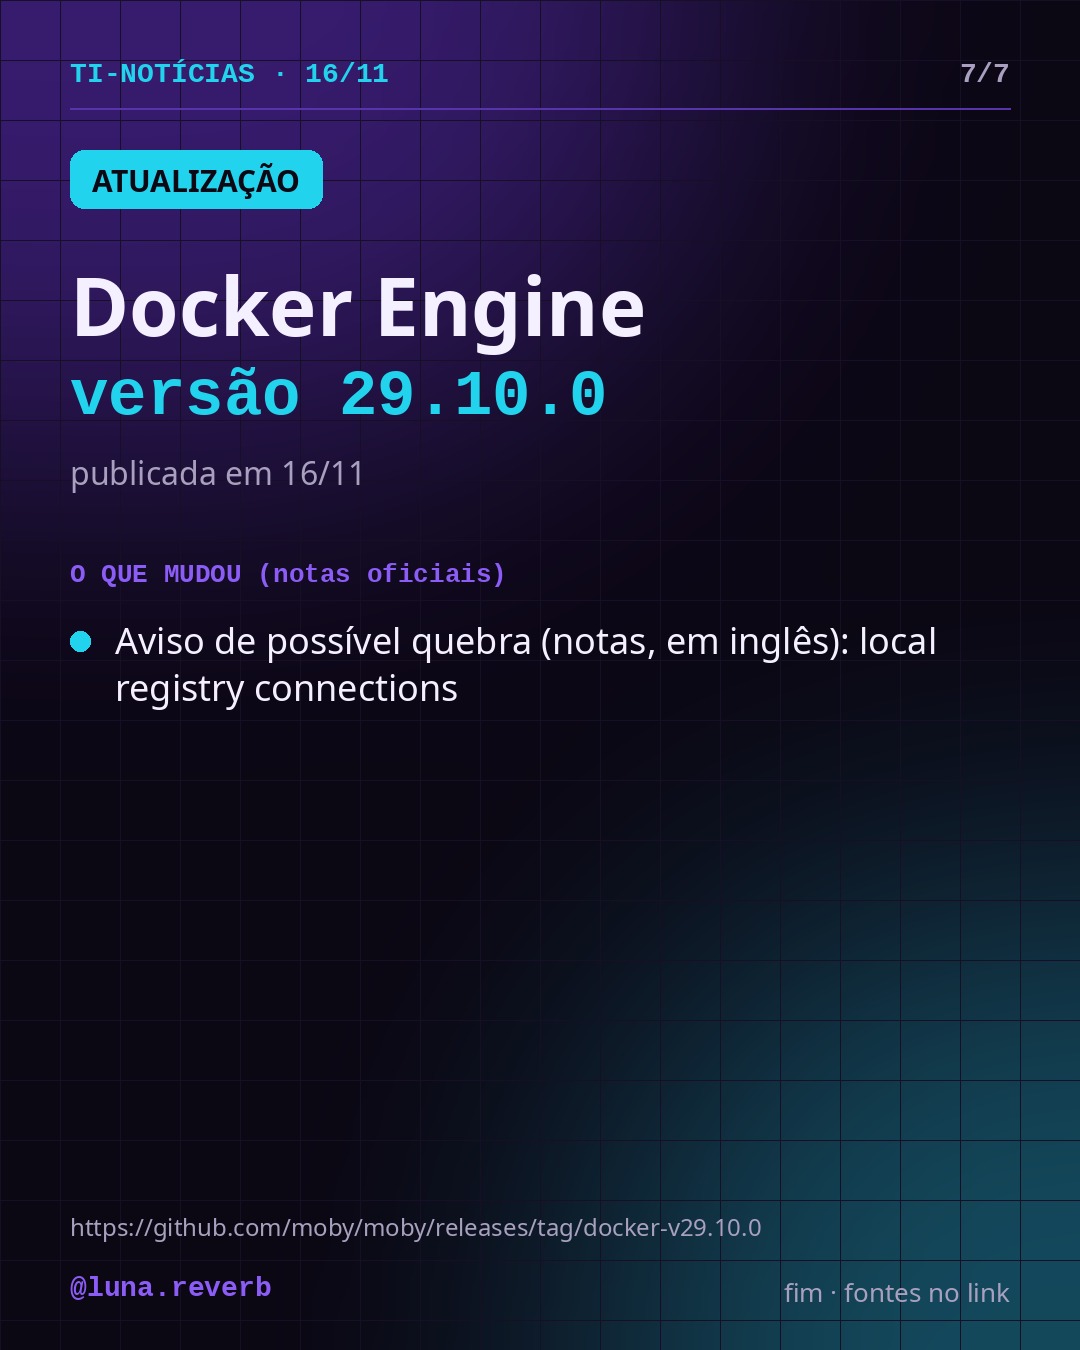 TI-NOTÍCIAS · 16/11
7/7
ATUALIZAÇÃO
Docker Engine
versão 29.10.0
publicada em 16/11
O QUE MUDOU (notas oficiais)
Aviso de possível quebra (notas, em inglês): local
registry connections
https://github.com/moby/moby/releases/tag/docker-v29.10.0
@luna.reverb
fim · fontes no link